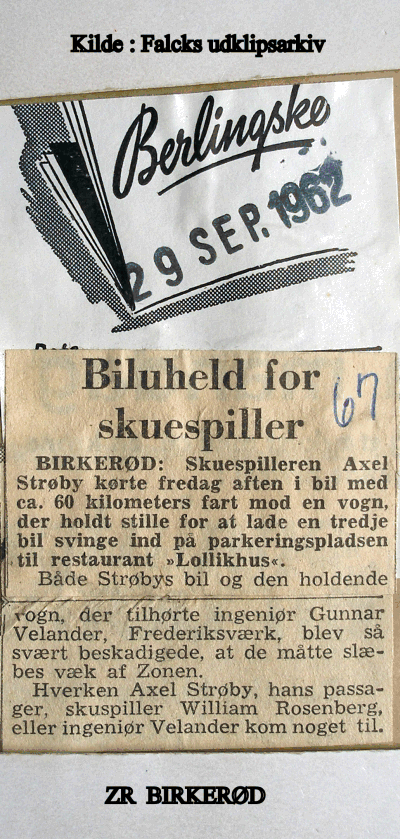 Kilde : Falcks udklipsarkiv
Berlingske
29 SEP. 1962
Biluheld for
skuespiller
67
BIRKERØD: Skuespilleren Axel
Strøby kørte fredag aften i bil med
ca. 60 kilometers fart mod en vogn,
der holdt stille for at lade en tredje
bil svinge ind på parkeringspladsen
til restaurant »Lollikhus«.
Både Strøbys bil og den holdende
vogn, der tilhørte ingeniør Gunnar
Velander, Frederiksværk, blev så
svært beskadigede, at de måtte slæ-
bes væk af Zonen.
Hverken Axel Strøby, hans passa-
ger, skuspiller William Rosenberg,
eller ingeniør Velander kom noget til.
ZR BIRKERØD